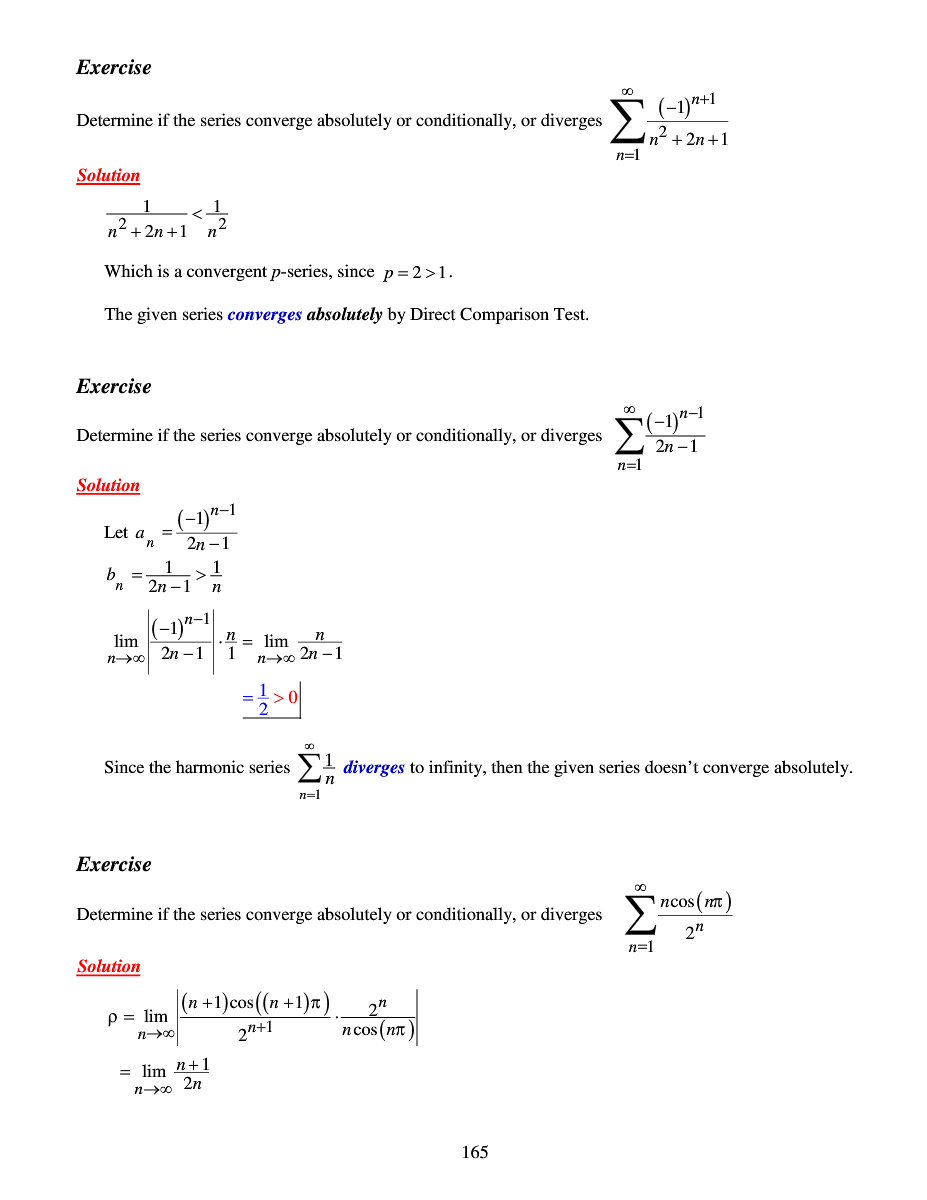 Exercise
Determine if the series converge absolutely or conditionally, or diverges $\sum_{n=1}^{\infty} \frac{(-1)^{n+1}}{n^2+2n+1}$
Solution
$\frac{1}{n^2+2n+1} < \frac{1}{n^2}$
Which is a convergent p-series, since $p = 2 > 1$.
The given series converges absolutely by Direct Comparison Test.
Exercise
Determine if the series converge absolutely or conditionally, or diverges $\sum_{n=1}^{\infty} \frac{(-1)^{n-1}}{2n-1}$
Solution
Let $a_n = \frac{(-1)^{n-1}}{2n-1}$
$b_n = \frac{1}{2n-1} > \frac{1}{n}$
$\lim_{n\to\infty} \left| \frac{(-1)^{n-1}}{2n-1} \right| \cdot \frac{n}{1} = \lim_{n\to\infty} \frac{n}{2n-1}$
$= \frac{1}{2} > 0$
Since the harmonic series $\sum_{n=1}^{\infty} \frac{1}{n}$ diverges to infinity, then the given series doesn’t converge absolutely.
Exercise
Determine if the series converge absolutely or conditionally, or diverges $\sum_{n=1}^{\infty} \frac{n\cos(n\pi)}{2^n}$
Solution
$\rho = \lim_{n\to\infty} \left| \frac{(n+1)\cos((n+1)\pi)}{2^{n+1}} \cdot \frac{2^n}{n\cos(n\pi)} \right|$
$= \lim_{n\to\infty} \frac{n+1}{2n}$
165